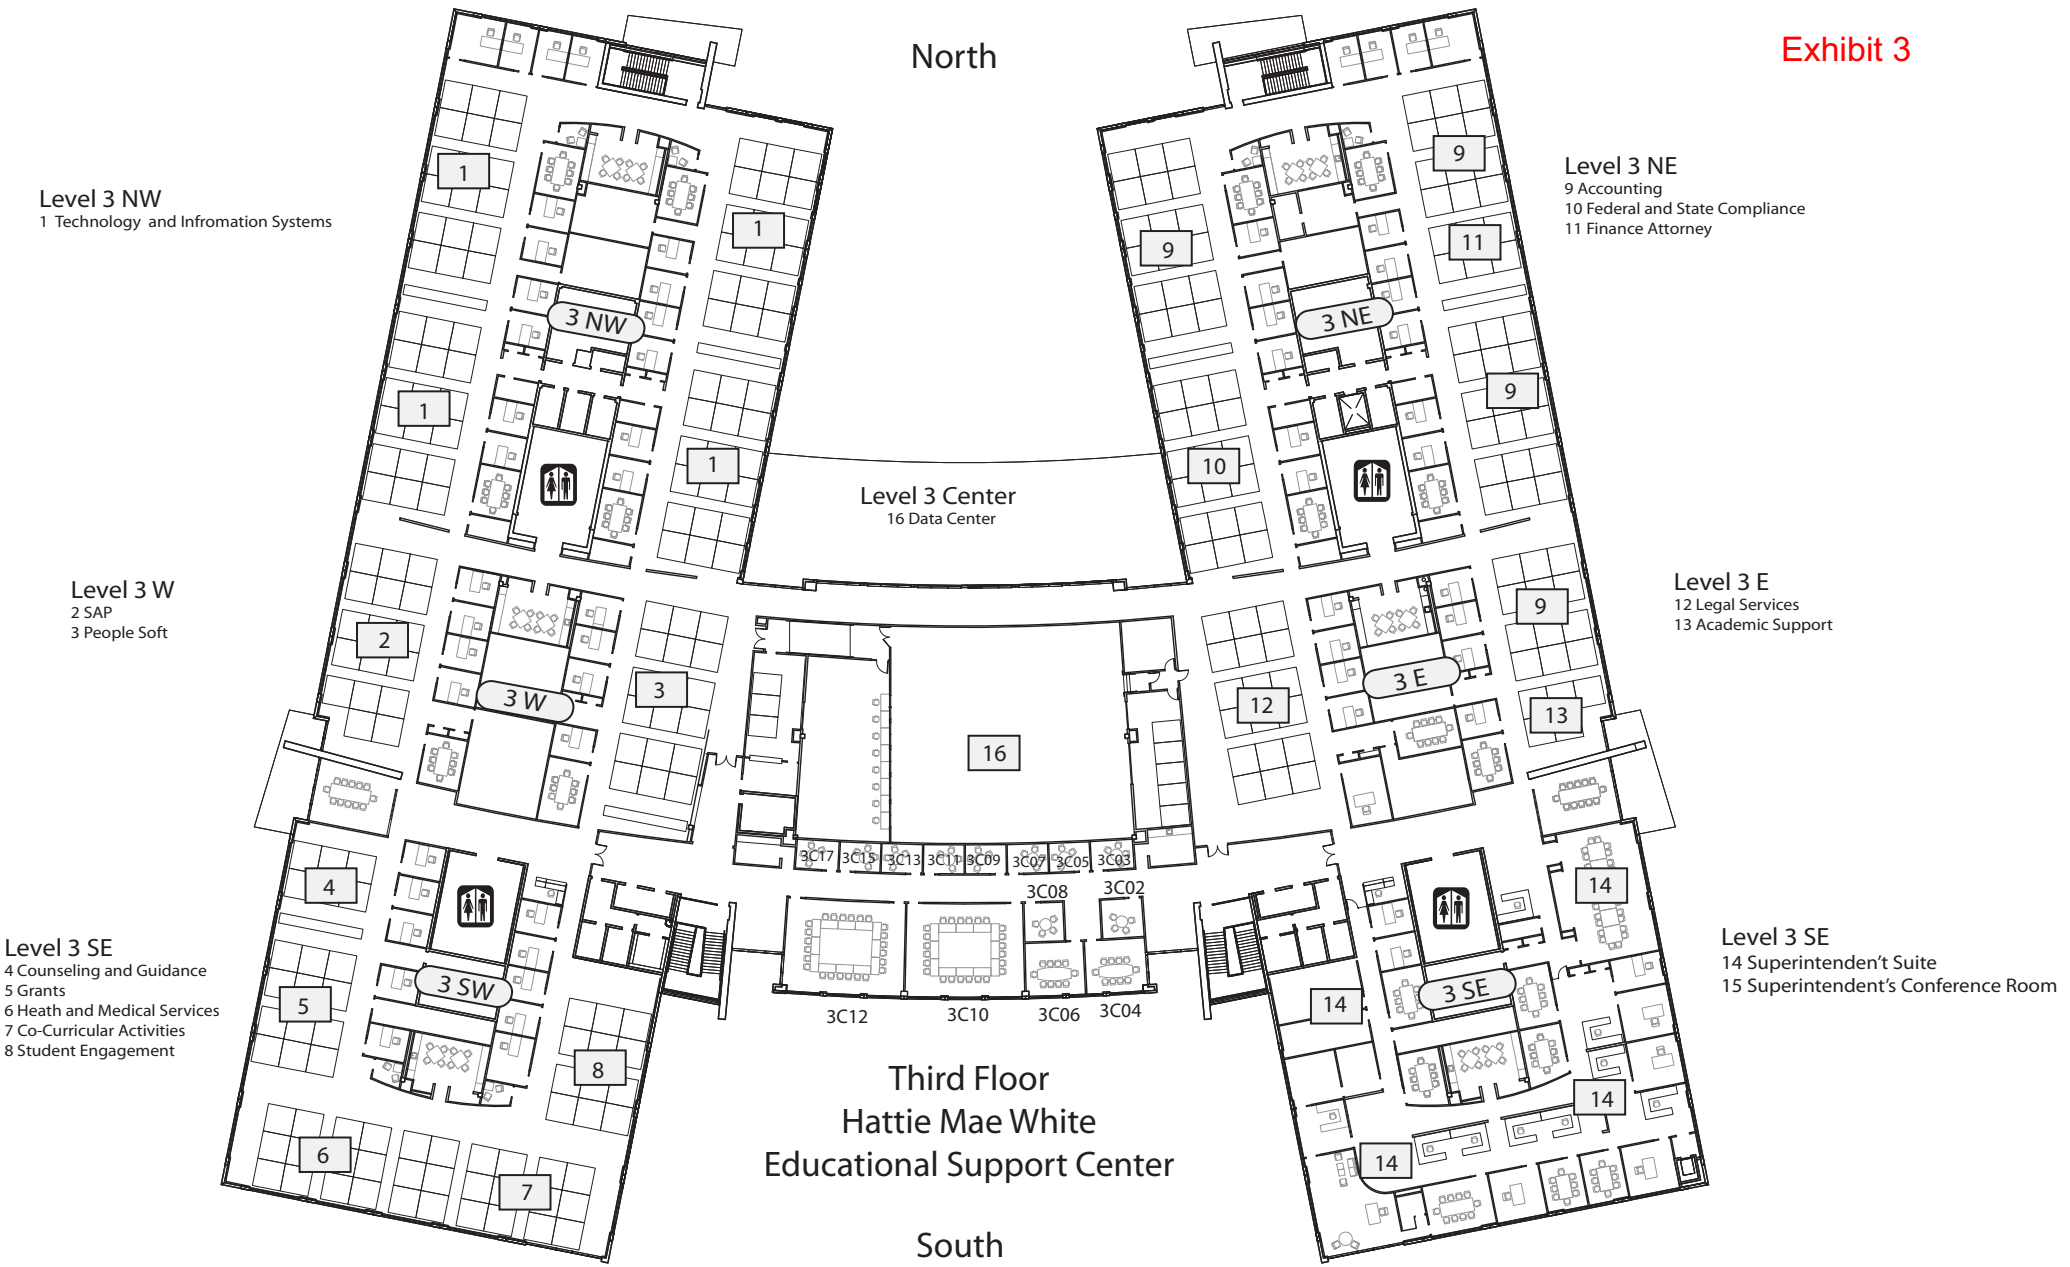 North
Exhibit 3
Level 3 NW
1 Technology and Infromation Systems
Level 3 NE
9 Accounting
10 Federal and State Compliance
11 Finance Attorney
1
1
9
9
11
3 NW
3 NE
1
1
9
10
Level 3 Center
16 Data Center
Level 3 W
2 SAP
3 People Soft
Level 3 E
12 Legal Services
13 Academic Support
2
3
3 W
16
12
3 E
9
13
3C17 3C15 3C13 3C11 3C09 3C07 3C05 3C03
3C08 3C02
4
14
Level 3 SE
4 Counseling and Guidance
5 Grants
6 Heath and Medical Services
7 Co-Curricular Activities
8 Student Engagement
Level 3 SE
14 Superintenden't Suite
15 Superintendent's Conference Room
3 SW
3 SE
5
14
3C12 3C10 3C06 3C04
8
14
6
7
14
Third Floor
Hattie Mae White
Educational Support Center
South